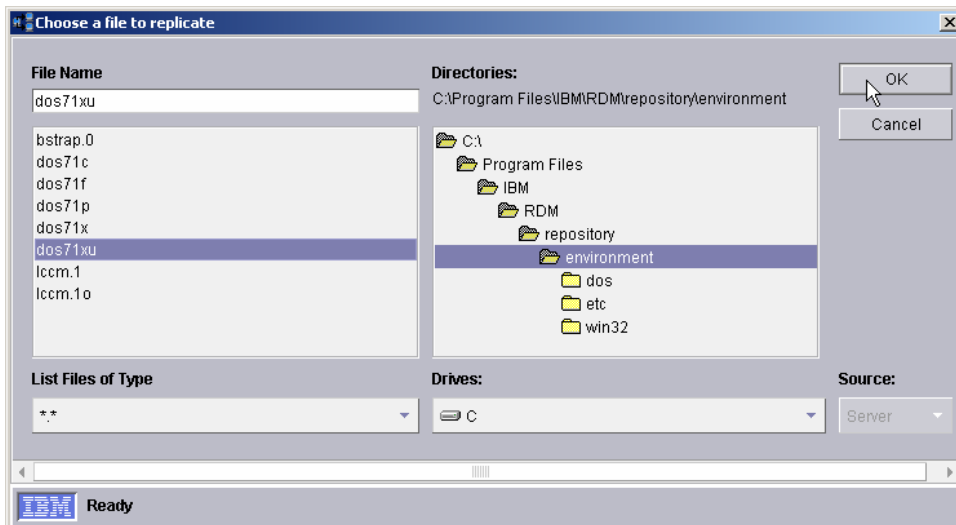 Choose a file to replicate
File Name
dos71xu
bstrap.0
dos71c
dos71f
dos71p
dos71x
dos71xu
lccm.1
lccm.1o
List Files of Type
*.*
Directories:
C:\Program Files\IBM\RDM\repository\environment
C:\
Program Files
IBM
RDM
repository
environment
dos
etc
win32
Drives:
C
OK
Cancel
Source:
Server
IBM Ready